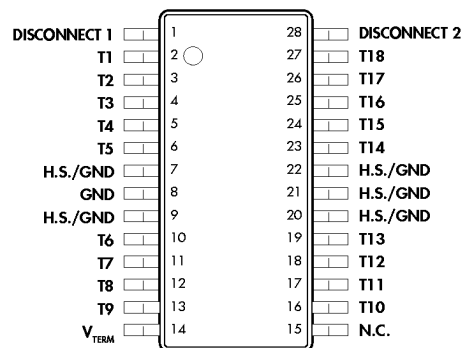 DISCONNECT 1 1 28 DISCONNECT 2
T1 2 27 T18
T2 3 26 T17
T3 4 25 T16
T4 5 24 T15
T5 6 23 T14
H.S./GND 7 22 H.S./GND
GND 8 21 H.S./GND
H.S./GND 9 20 H.S./GND
T6 10 19 T13
T7 11 18 T12
T8 12 17 T11
T9 13 16 T10
VTERM 14 15 N.C.